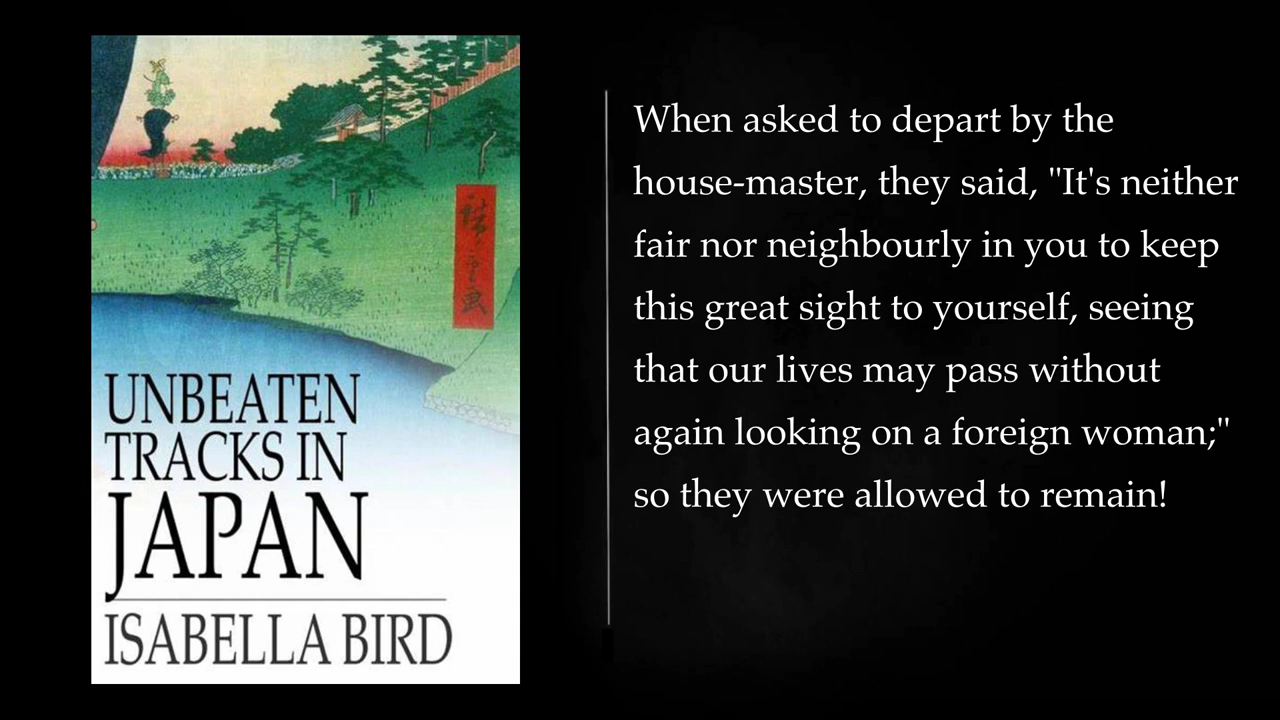 UNBEATEN
TRACKS IN
JAPAN
ISABELLA BIRD
When asked to depart by the
house-master, they said, "It's neither
fair nor neighbourly in you to keep
this great sight to yourself, seeing
that our lives may pass without
again looking on a foreign woman;"
so they were allowed to remain!